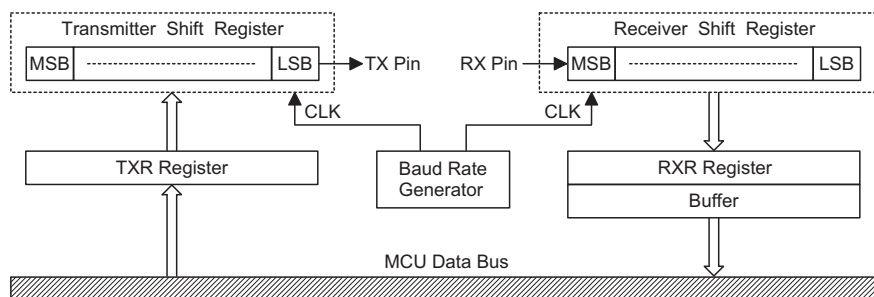 Transmitter Shift Register
MSB
LSB
TX Pin
CLK
TXR Register
Baud Rate
Generator
RX Pin
CLK
Receiver Shift Register
MSB
LSB
RXR Register
Buffer
MCU Data Bus